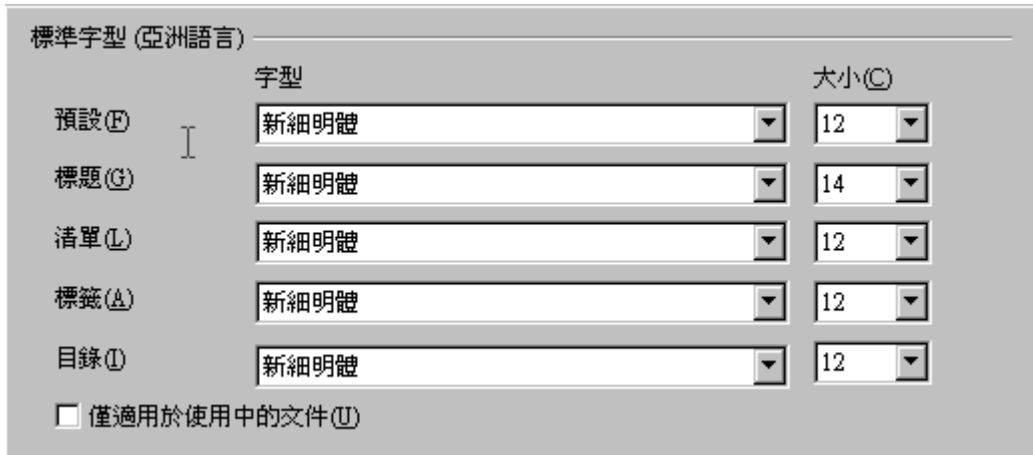 標準字型 (亞洲語言)
字型 大小(C)
預設(F) 新細明體 12
標題(G) 新細明體 14
清單(L) 新細明體 12
標籤(A) 新細明體 12
目錄(I) 新細明體 12
僅適用於使用中的文件(U)